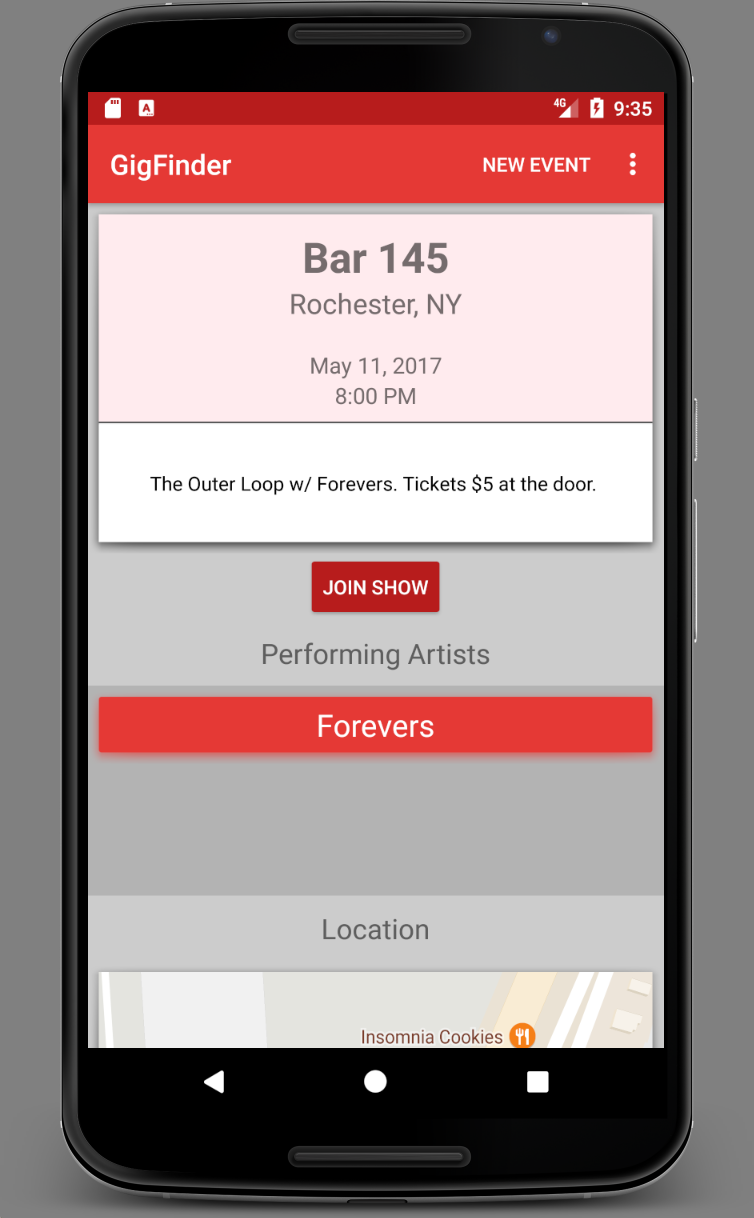 4G 9:35
GigFinder NEW EVENT
Bar 145
Rochester, NY
May 11, 2017
8:00 PM
The Outer Loop w/ Forevers. Tickets $5 at the door.
JOIN SHOW
Performing Artists
Forevers
Location
Insomnia Cookies